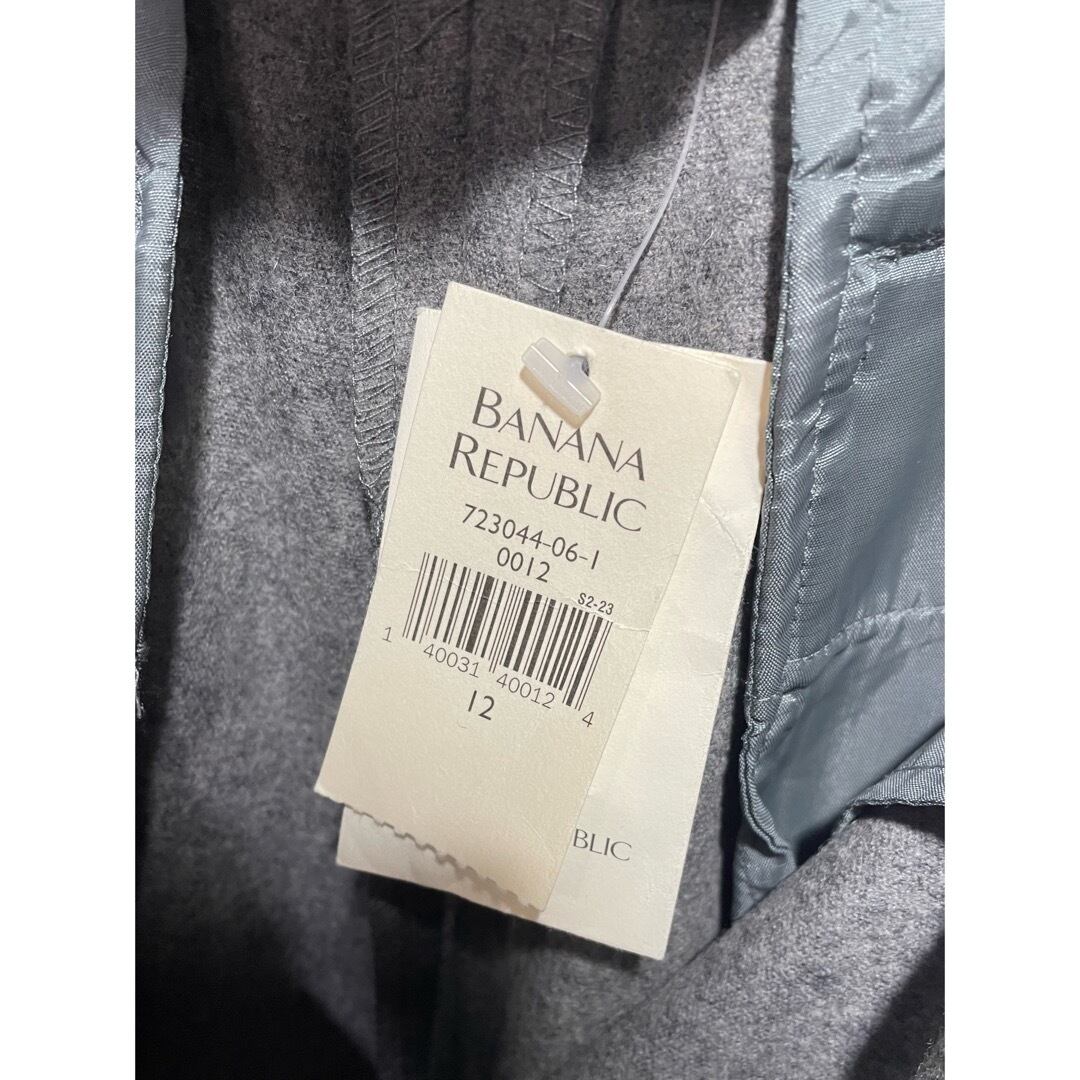 BANANA
REPUBLIC
723044-06-1
0012
S2-23
1 40031 40012 4
12
BLIC